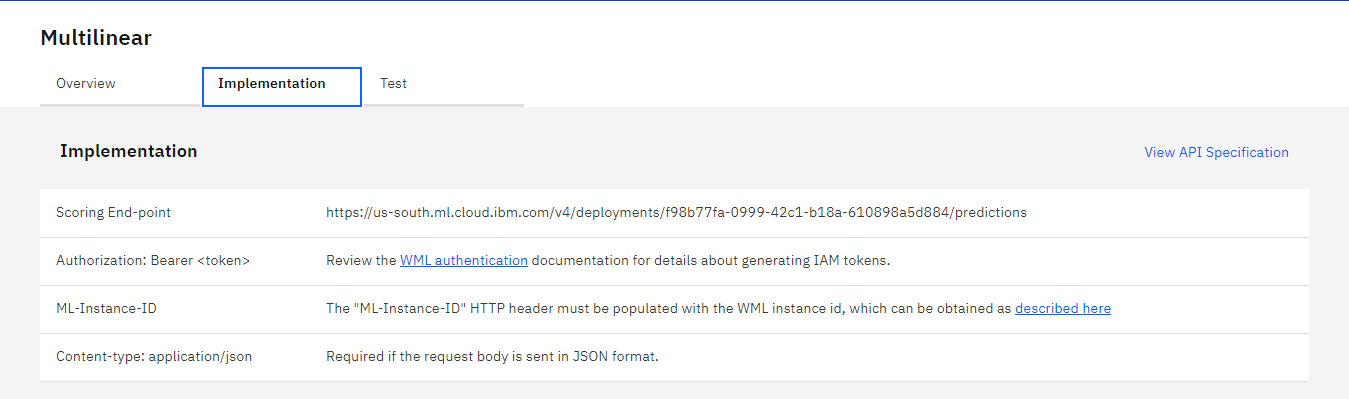 Multilinear
Overview
Implementation
Test
Implementation
View API Specification
Scoring End-point
https://us-south.ml.cloud.ibm.com/v4/deployments/f98b77fa-0999-42c1-b18a-610898a5d884/predictions
Authorization: Bearer <token>
Review the WML authentication documentation for details about generating IAM tokens.
ML-Instance-ID
The "ML-Instance-ID" HTTP header must be populated with the WML instance id, which can be obtained as described here
Content-type: application/json
Required if the request body is sent in JSON format.